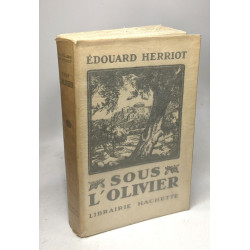 ÉDOUARD HERRIOT
SOUS
L'OLIVIER
LIBRAIRIE HACHETTE